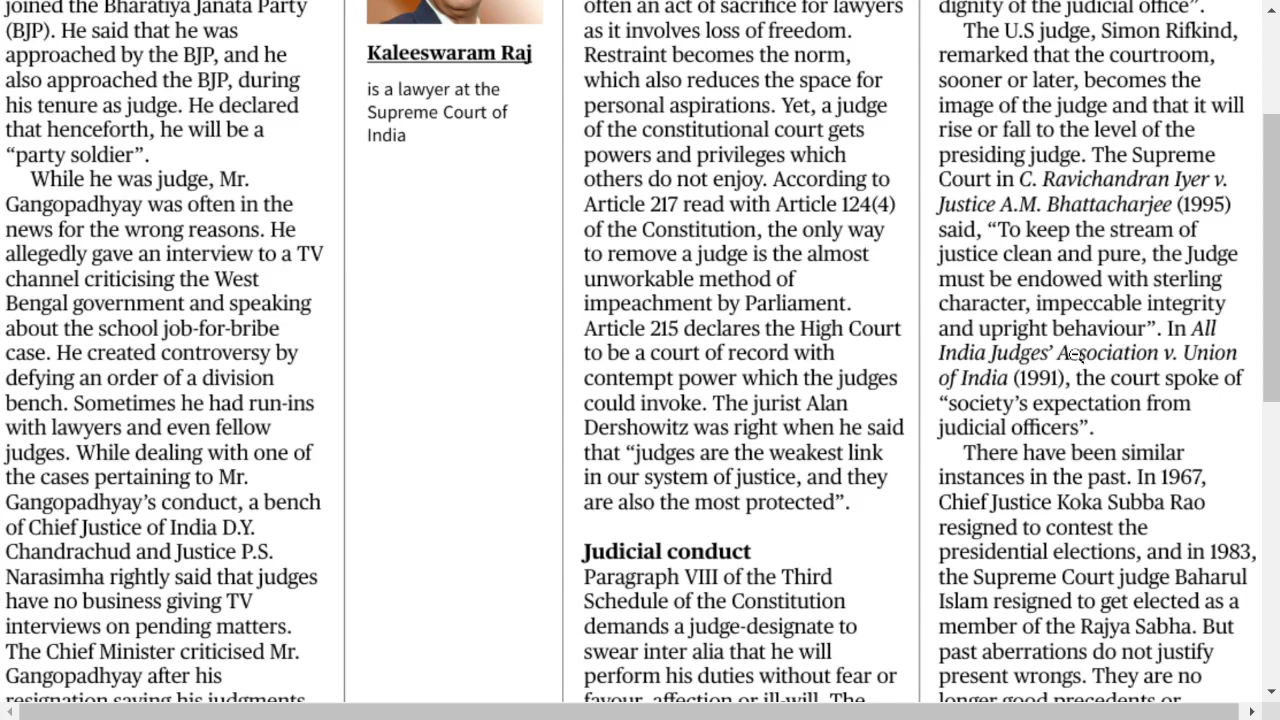 joined the Bharatiya Janata Party
(BJP). He said that he was
approached by the BJP, and he
also approached the BJP, during
his tenure as judge. He declared
that henceforth, he will be a
“party soldier”.
While he was judge, Mr.
Gangopadhyay was often in the
news for the wrong reasons. He
allegedly gave an interview to a TV
channel criticising the West
Bengal government and speaking
about the school job-for-bribe
case. He created controversy by
defying an order of a division
bench. Sometimes he had run-ins
with lawyers and even fellow
judges. While dealing with one of
the cases pertaining to Mr.
Gangopadhyay’s conduct, a bench
of Chief Justice of India D.Y.
Chandrachud and Justice P.S.
Narasimha rightly said that judges
have no business giving TV
interviews on pending matters.
The Chief Minister criticised Mr.
Gangopadhyay after his
resignation saying his judgments
Kaleeswaram Raj
is a lawyer at the
Supreme Court of
India
often an act of sacrifice for lawyers
as it involves loss of freedom.
Restraint becomes the norm,
which also reduces the space for
personal aspirations. Yet, a judge
of the constitutional court gets
powers and privileges which
others do not enjoy. According to
Article 217 read with Article 124(4)
of the Constitution, the only way
to remove a judge is the almost
unworkable method of
impeachment by Parliament.
Article 215 declares the High Court
to be a court of record with
contempt power which the judges
could invoke. The jurist Alan
Dershowitz was right when he said
that “judges are the weakest link
in our system of justice, and they
are also the most protected”.
Judicial conduct
Paragraph VIII of the Third
Schedule of the Constitution
demands a judge-designate to
swear inter alia that he will
perform his duties without fear or
favour, affection or ill-will. The
dignity of the judicial office”.
The U.S judge, Simon Rifkind,
remarked that the courtroom,
sooner or later, becomes the
image of the judge and that it will
rise or fall to the level of the
presiding judge. The Supreme
Court in C. Ravichandran Iyer v.
Justice A.M. Bhattacharjee (1995)
said, “To keep the stream of
justice clean and pure, the Judge
must be endowed with sterling
character, impeccable integrity
and upright behaviour”. In All
India Judges’ Association v. Union
of India (1991), the court spoke of
“society’s expectation from
judicial officers”.
There have been similar
instances in the past. In 1967,
Chief Justice Koka Subba Rao
resigned to contest the
presidential elections, and in 1983,
the Supreme Court judge Baharul
Islam resigned to get elected as a
member of the Rajya Sabha. But
past aberrations do not justify
present wrongs. They are no
longer good precedents or